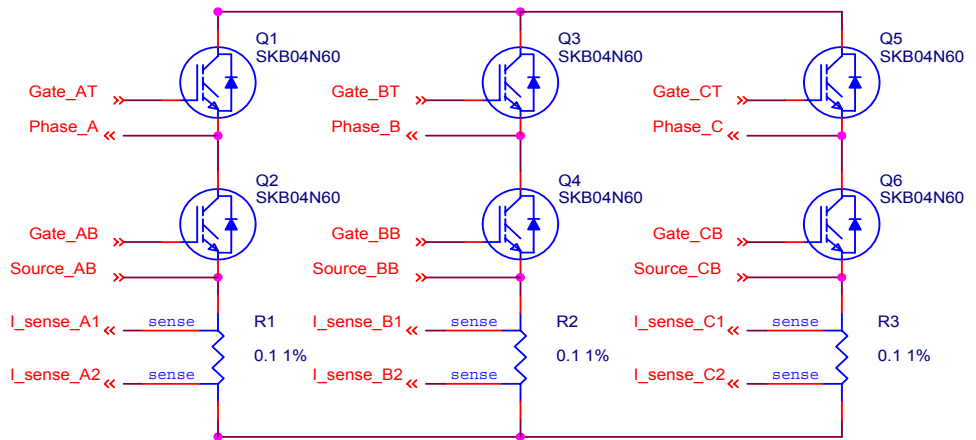 Q1
SKB04N60
Q3
SKB04N60
Q5
SKB04N60
Gate_AT
Gate_BT
Gate_CT
Phase_A
Phase_B
Phase_C
Q2
SKB04N60
Q4
SKB04N60
Q6
SKB04N60
Gate_AB
Gate_BB
Gate_CB
Source_AB
Source_BB
Source_CB
I_sense_A1
sense
R1
I_sense_B1
sense
R2
I_sense_C1
sense
R3
0.1 1%
0.1 1%
0.1 1%
I_sense_A2
sense
I_sense_B2
sense
I_sense_C2
sense